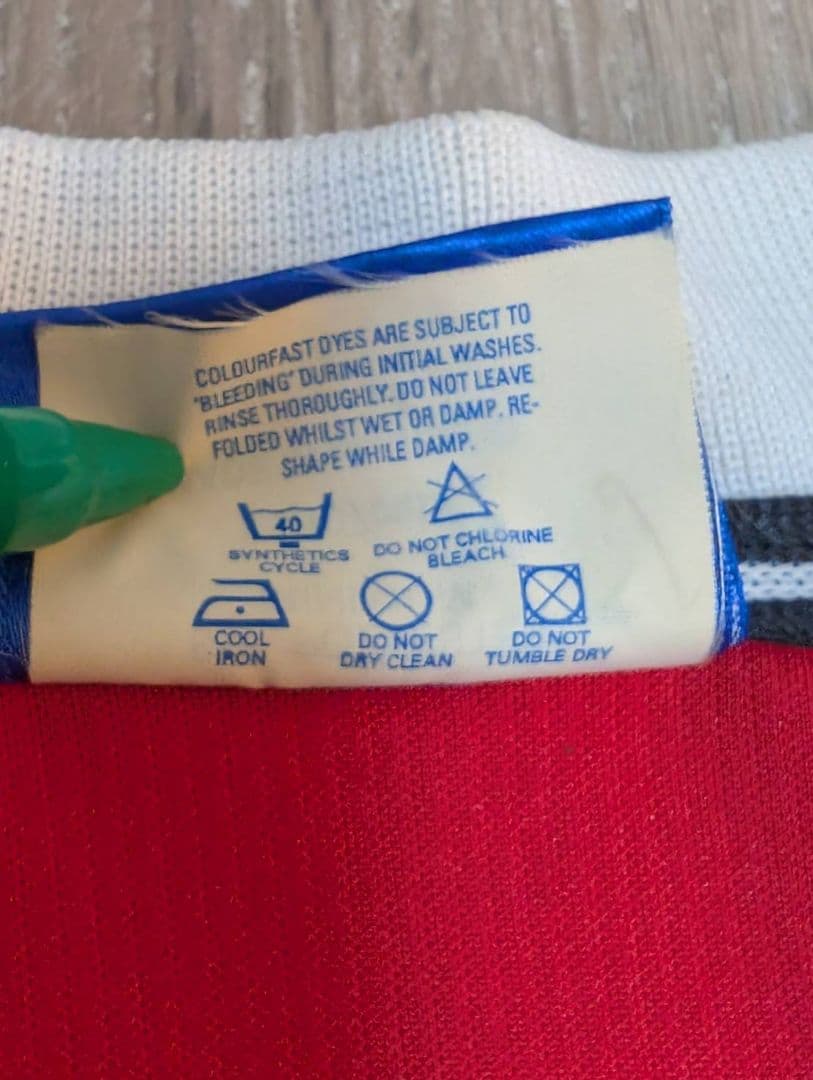 COLOURFAST DYES ARE SUBJECT TO
"BLEEDING" DURING INITIAL WASHES.
RINSE THOROUGHLY. DO NOT LEAVE
FOLDED WHILST WET OR DAMP. RE-
SHAPE WHILE DAMP.
40
SYNTHETICS
CYCLE
DO NOT CHLORINE
BLEACH
COOL
IRON
DO NOT
DRY CLEAN
DO NOT
TUMBLE DRY